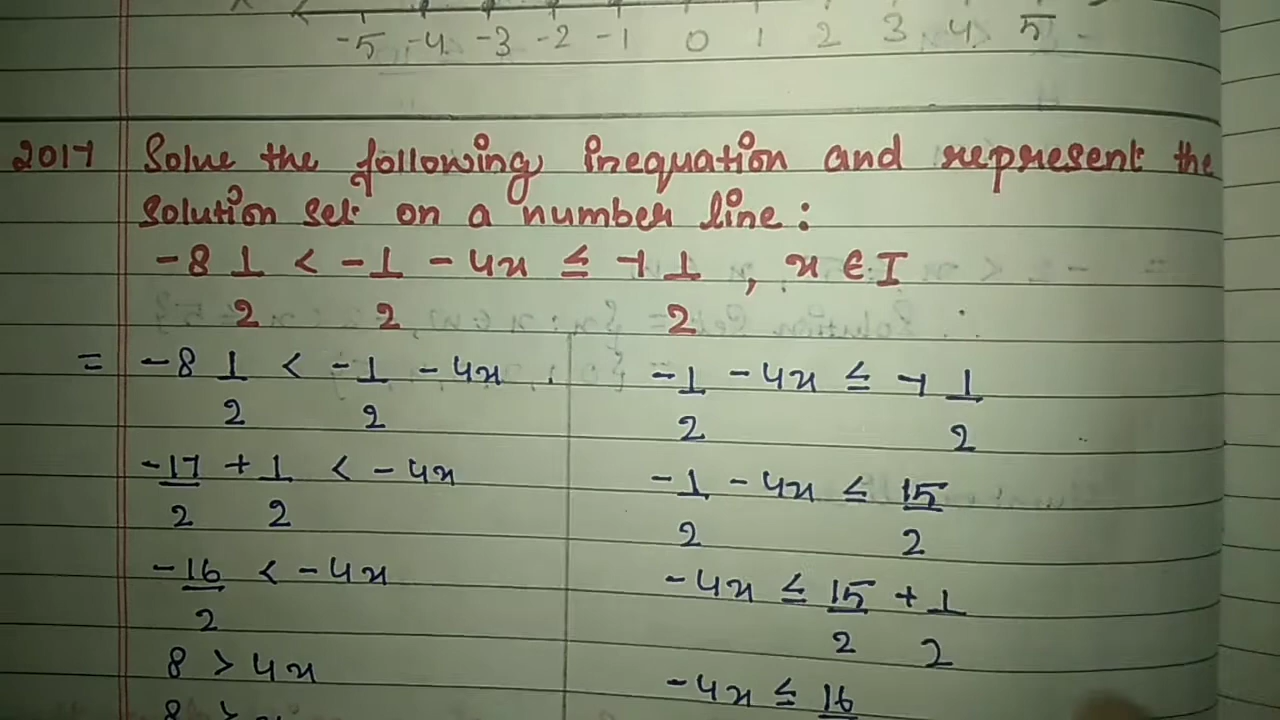 -5 -4 -3 -2 -1 0 1 2 3 4 5
2017 Solve the following inequation and represent the
solution set on a number line:
-8 1/2 < -1/2 - 4x ≤ 7 1/2, x ∈ I
= -8 1/2 < -1/2 - 4x
-17/2 + 1/2 < -4x
-16/2 < -4x
8 > 4x
-1/2 - 4x ≤ 7 1/2
-1/2 - 4x ≤ 15/2
-4x ≤ 15/2 + 1/2
-4x ≤ 16